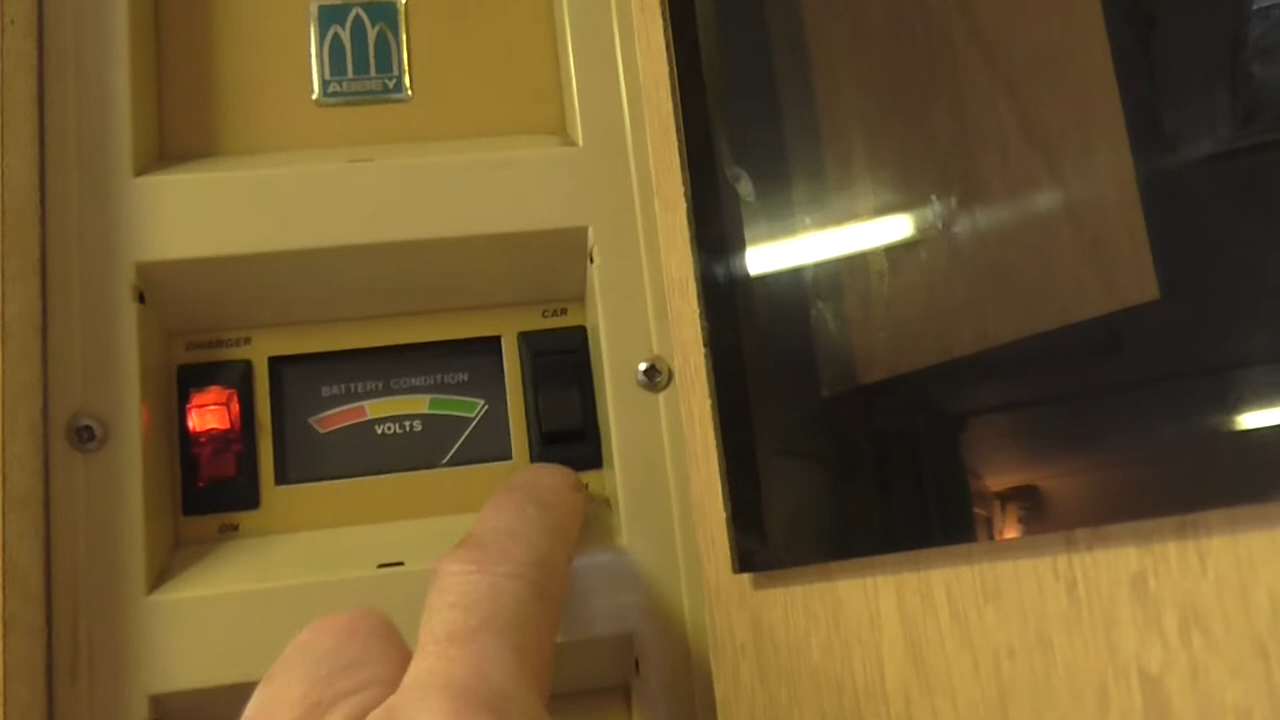 ABBEY
CAR
CHARGER
BATTERY CONDITION
VOLTS
ON